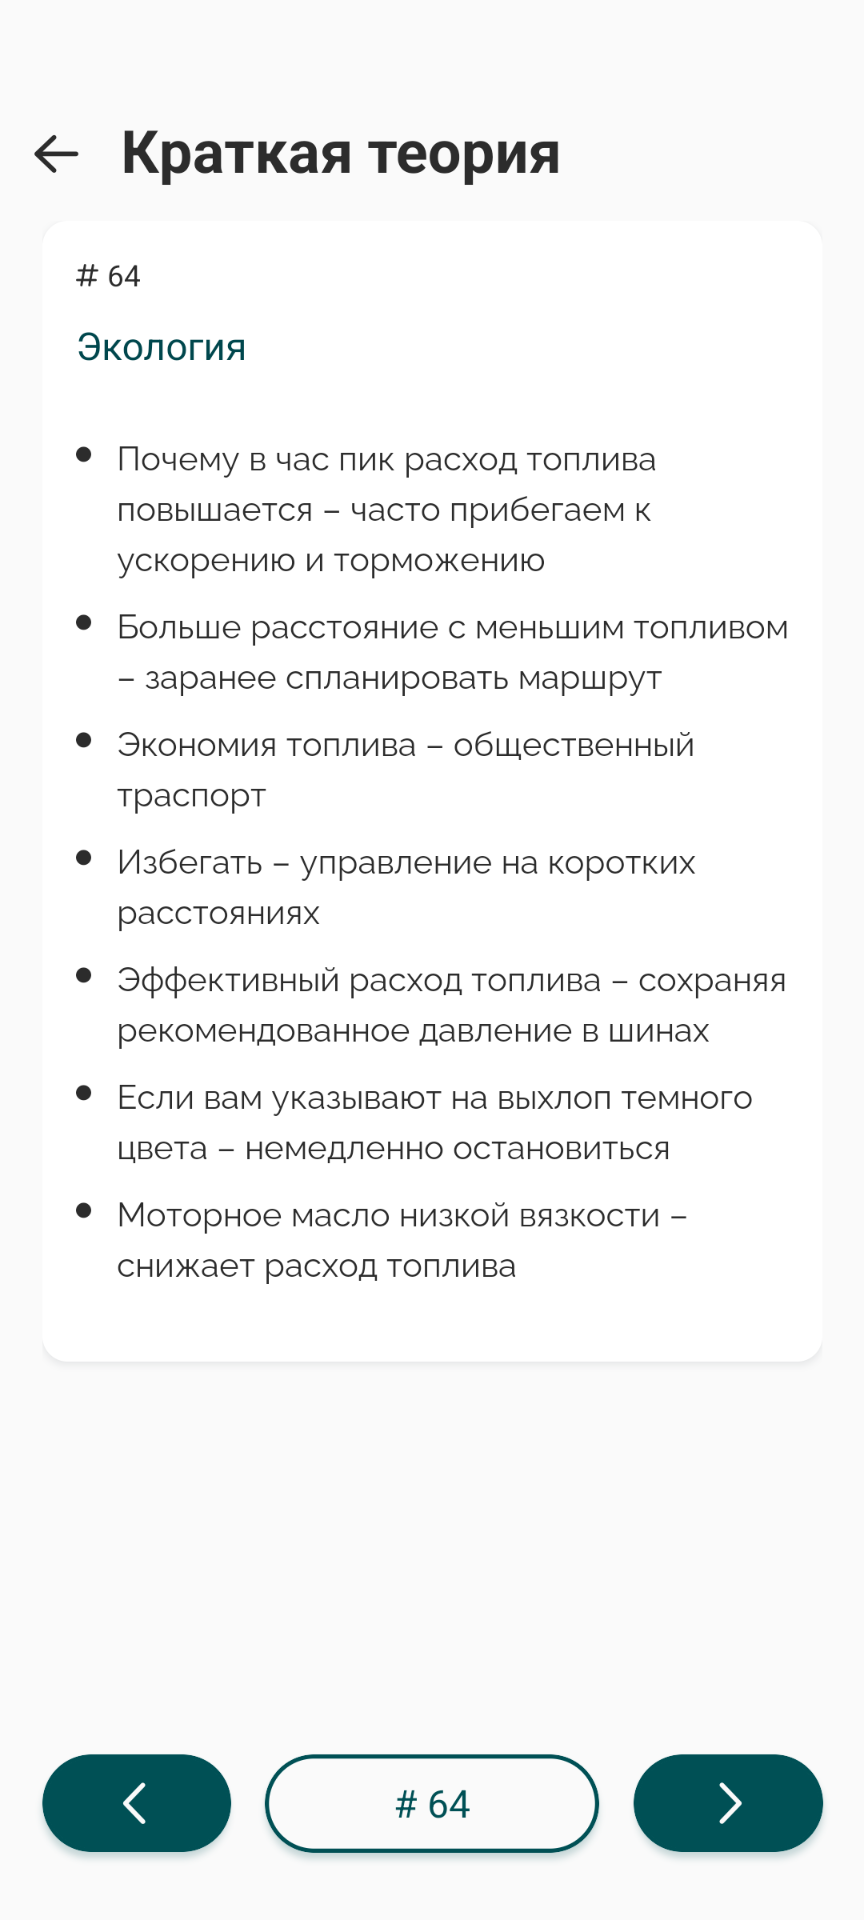 Краткая теория
# 64
Экология
Почему в час пик расход топлива
повышается – часто прибегаем к
ускорению и торможению
Больше расстояние с меньшим топливом
– заранее спланировать маршрут
Экономия топлива – общественный
траспорт
Избегать – управление на коротких
расстояниях
Эффективный расход топлива – сохраняя
рекомендованное давление в шинах
Если вам указывают на выхлоп темного
цвета – немедленно остановиться
Моторное масло низкой вязкости –
снижает расход топлива
# 64